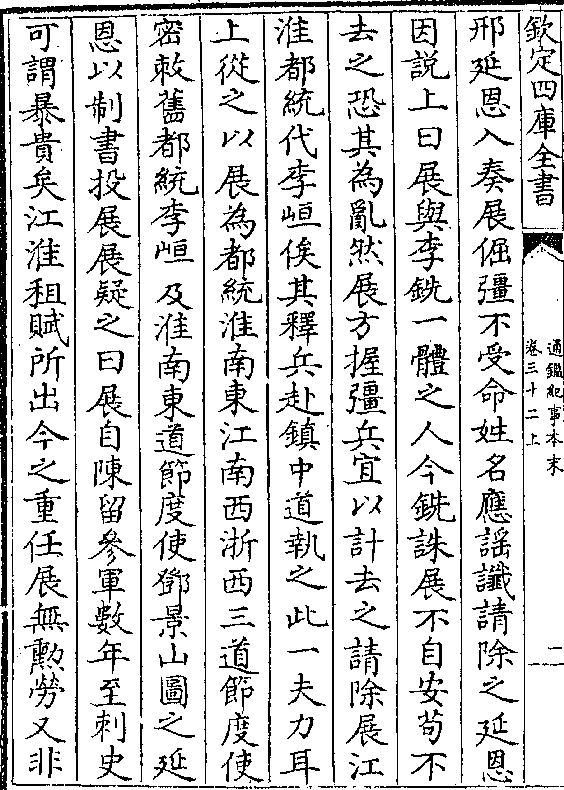 欽定四庫全書
通鑑紀事本末
卷三十二上
二
邢延恩入奏展倔彊不受命姓名應謡讖請除之延恩
因說上曰展與李銑一體之人今銑誅展不自安茍不
去之恐其為亂然展方握彊兵宜以計去之請除展江
淮都統代李峘俟其釋兵赴鎮中道執之此一夫力耳
上從之以展為都統淮南東江南西浙西三道節度使
密敕舊都統李峘及淮南東道節度使鄧景山圖之延
恩以制書投展展疑之曰展自陳留參軍數年至刺史
可謂暴貴矣江淮租賦所出今之重任展無勲勞又非